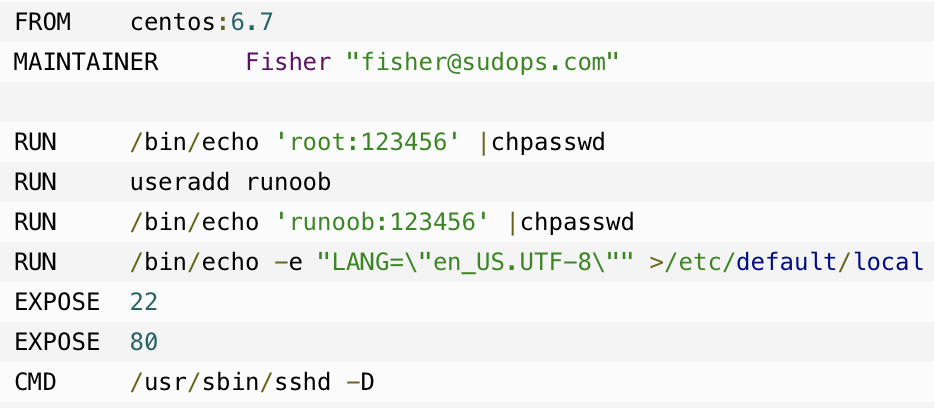 FROM    centos:6.7
MAINTAINER      Fisher "fisher@sudops.com"

RUN     /bin/echo 'root:123456' |chpasswd
RUN     useradd runoob
RUN     /bin/echo 'runoob:123456' |chpasswd
RUN     /bin/echo -e "LANG=\"en_US.UTF-8\"" >/etc/default/local
EXPOSE  22
EXPOSE  80
CMD     /usr/sbin/sshd -D